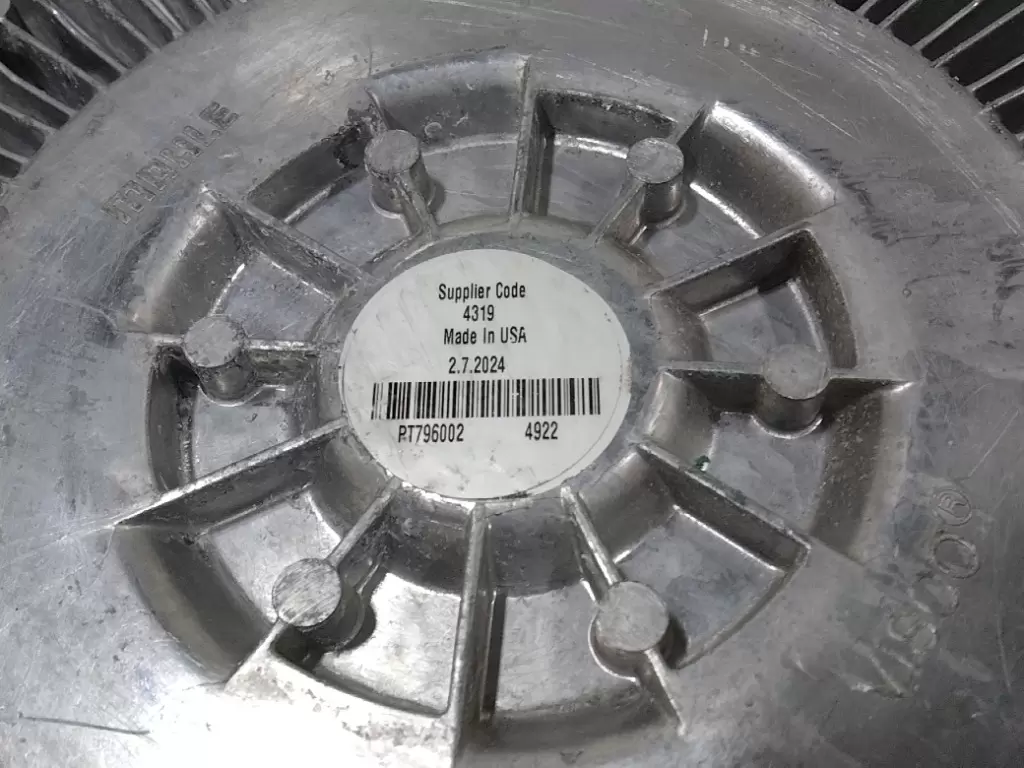 Supplier Code
4319
Made In USA
2.7.2024
PT796002 4922